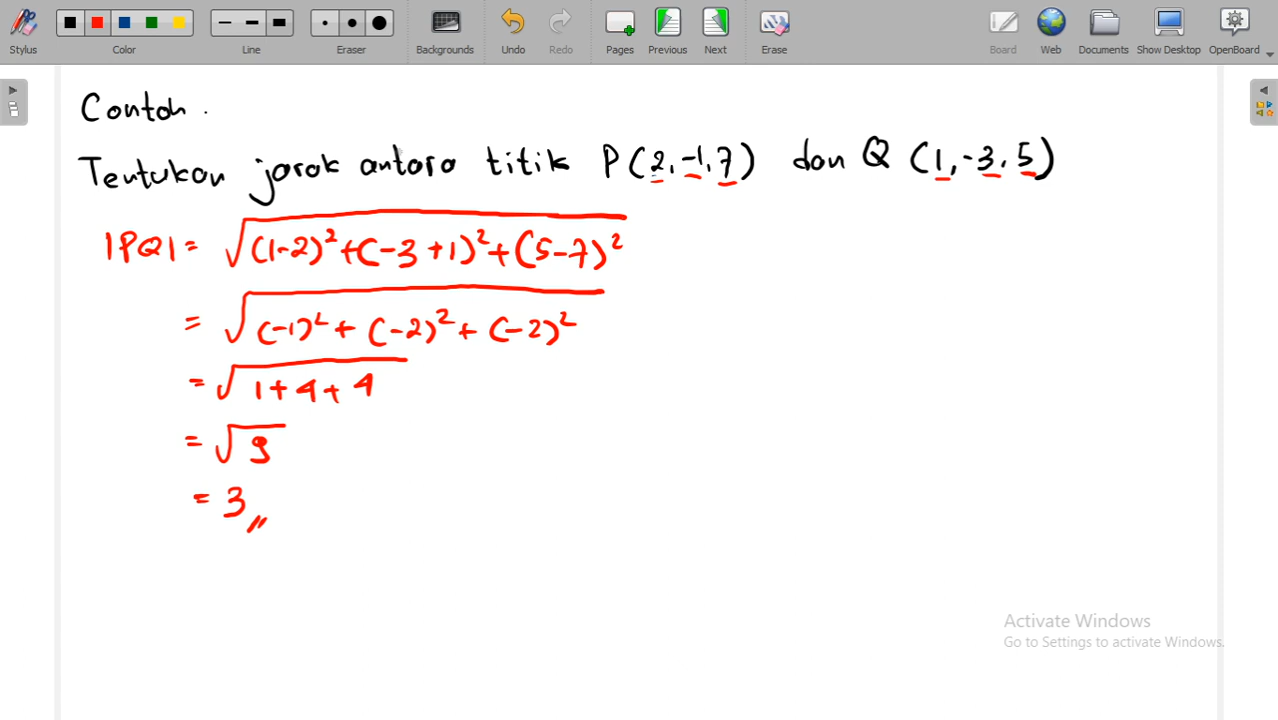 Stylus Color Line Eraser Backgrounds Undo Redo Pages Previous Next Erase Board Web Documents Show Desktop OpenBoard
Contoh.
Tentukan jarak antara titik P(2,-1,7) dan Q (1,-3,5)
|PQ| = √((1-2)²+(-3+1)²+(5-7)²)
= √((-1)²+(-2)²+(-2)²)
= √(1+4+4)
= √9
= 3//
Activate Windows
Go to Settings to activate Windows.